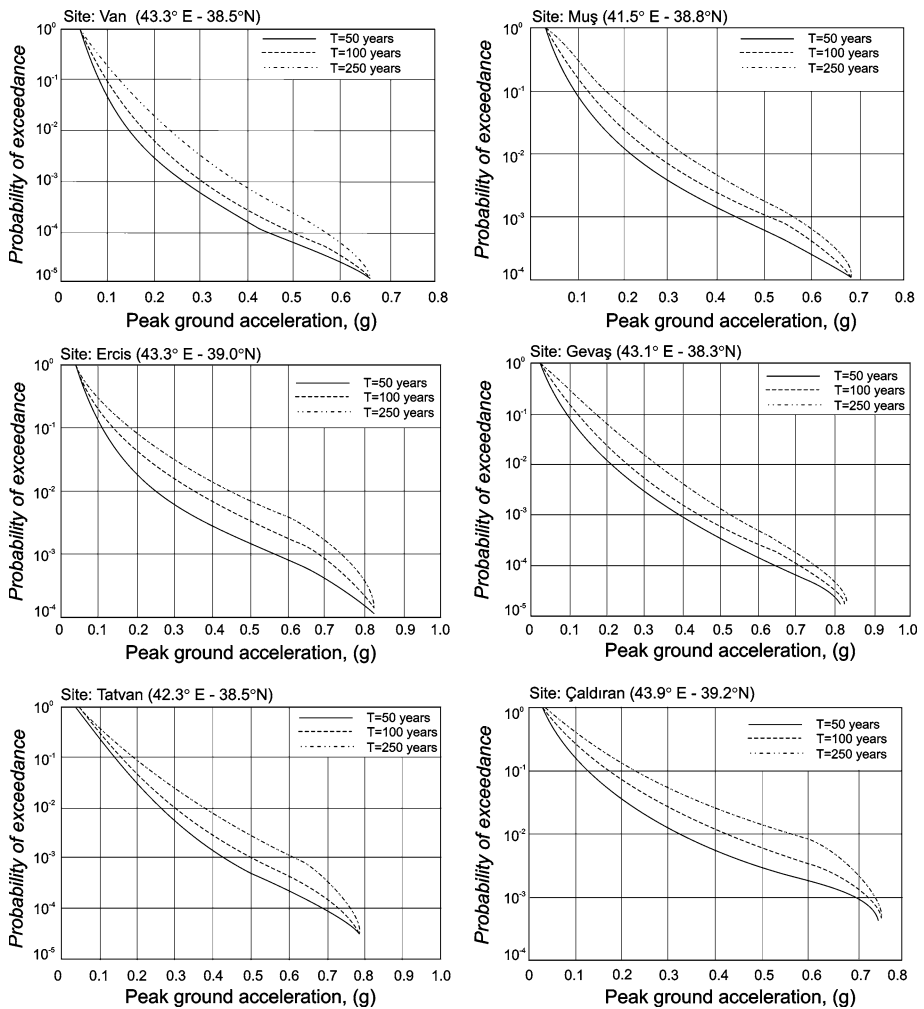 Site: Van (43.3° E - 38.5°N)
T=50 years
T=100 years
T=250 years
Probability of exceedance
10⁰
10⁻¹
10⁻²
10⁻³
10⁻⁴
10⁻⁵
0 0.1 0.2 0.3 0.4 0.5 0.6 0.7 0.8
Peak ground acceleration, (g)
Site: Muş (41.5° E - 38.8°N)
T=50 years
T=100 years
T=250 years
Probability of exceedance
10⁰
10⁻¹
10⁻²
10⁻³
10⁻⁴
0.1 0.2 0.3 0.4 0.5 0.6 0.7 0.8
Peak ground acceleration, (g)
Site: Ercis (43.3° E - 39.0°N)
T=50 years
T=100 years
T=250 years
Probability of exceedance
10⁰
10⁻¹
10⁻²
10⁻³
10⁻⁴
0 0.1 0.2 0.3 0.4 0.5 0.6 0.7 0.8 0.9 1.0
Peak ground acceleration, (g)
Site: Gevaş (43.1° E - 38.3°N)
T=50 years
T=100 years
T=250 years
Probability of exceedance
10⁰
10⁻¹
10⁻²
10⁻³
10⁻⁴
10⁻⁵
0 0.1 0.2 0.3 0.4 0.5 0.6 0.7 0.8 0.9 1.0
Peak ground acceleration, (g)
Site: Tatvan (42.3° E - 38.5°N)
T=50 years
T=100 years
T=250 years
Probability of exceedance
10⁰
10⁻¹
10⁻²
10⁻³
10⁻⁴
10⁻⁵
0 0.1 0.2 0.3 0.4 0.5 0.6 0.7 0.8 0.9 1.0
Peak ground acceleration, (g)
Site: Çaldıran (43.9° E - 39.2°N)
T=50 years
T=100 years
T=250 years
Probability of exceedance
10⁰
10⁻¹
10⁻²
10⁻³
10⁻⁴
0 0.1 0.2 0.3 0.4 0.5 0.6 0.7 0.8
Peak ground acceleration, (g)